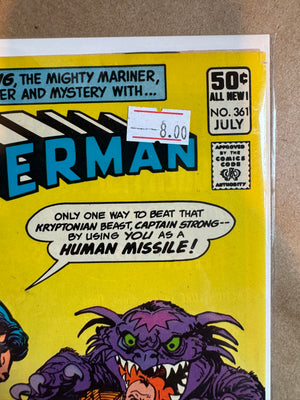 NG, THE MIGHTY MARINER,
ER AND MYSTERY WITH...
50¢
ALL NEW!
NO. 361
JULY
8.00
ERMAN
APPROVED
BY THE
COMICS
CODE
AUTHORITY
ONLY ONE WAY TO BEAT THAT
KRYPTONIAN BEAST, CAPTAIN STRONG--
BY USING YOU AS A
HUMAN MISSILE!